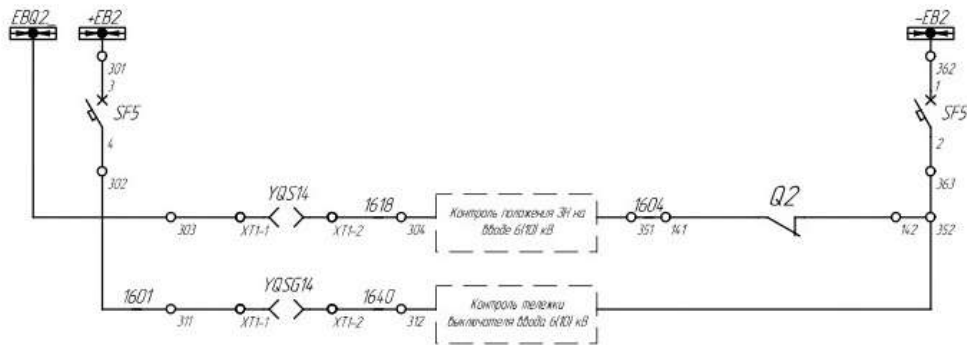 EBQ2 +EB2 -EB2
301 362
3 1
SF5 SF5
4 2
302 363
YQS14 1618 1604 Q2
Контроль положения ЗН на
вводе 6(10) кВ
303 XT1-1 XT1-2 304 351 141 142 352
YQSG14
1601 1640
Контроль тележки
выключателя ввода 6(10) кВ
311 XT1-1 XT1-2 312